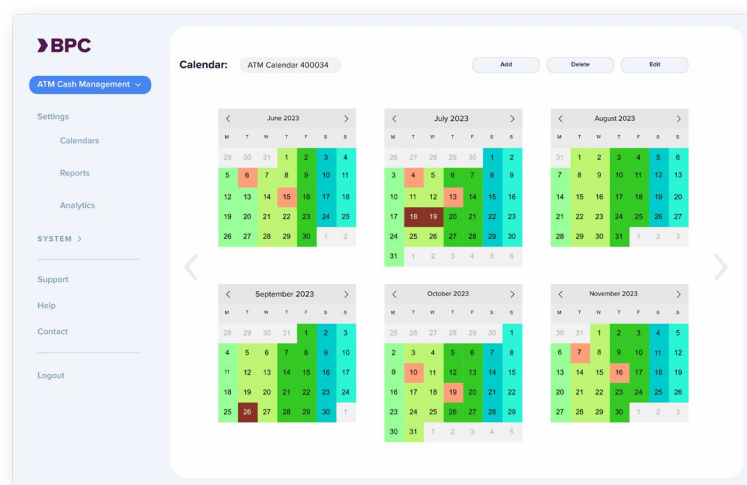 BPC
ATM Cash Management
Settings
Calendars
Reports
Analytics
SYSTEM >
Support
Help
Contact
Logout
Calendar: ATM Calendar 400034 Add Delete Edit
June 2023
M T W T F S S
29 30 31 1 2 3 4
5 6 7 8 9 10 11
12 13 14 15 16 17 18
19 20 21 22 23 24 25
26 27 28 29 30 1 2
July 2023
M T W T F S S
26 27 28 29 30 1 2
3 4 5 6 7 8 9
10 11 12 13 14 15 16
17 18 19 20 21 22 23
24 25 26 27 28 29 30
31 1 2 3 4 5 6
August 2023
M T W T F S S
31 1 2 3 4 5 6
7 8 9 10 11 12 13
14 15 16 17 18 19 20
21 22 23 24 25 26 27
28 29 30 31 1 2 3
September 2023
M T W T F S S
28 29 30 31 1 2 3
4 5 6 7 8 9 10
11 12 13 14 15 16 17
18 19 20 21 22 23 24
25 26 27 28 29 30 1
October 2023
M T W T F S S
25 26 27 28 29 30 1
2 3 4 5 6 7 8
9 10 11 12 13 14 15
16 17 18 19 20 21 22
23 24 25 26 27 28 29
30 31 1 2 3 4 5
November 2023
M T W T F S S
30 31 1 2 3 4 5
6 7 8 9 10 11 12
13 14 15 16 17 18 19
20 21 22 23 24 25 26
27 28 29 30 1 2 3